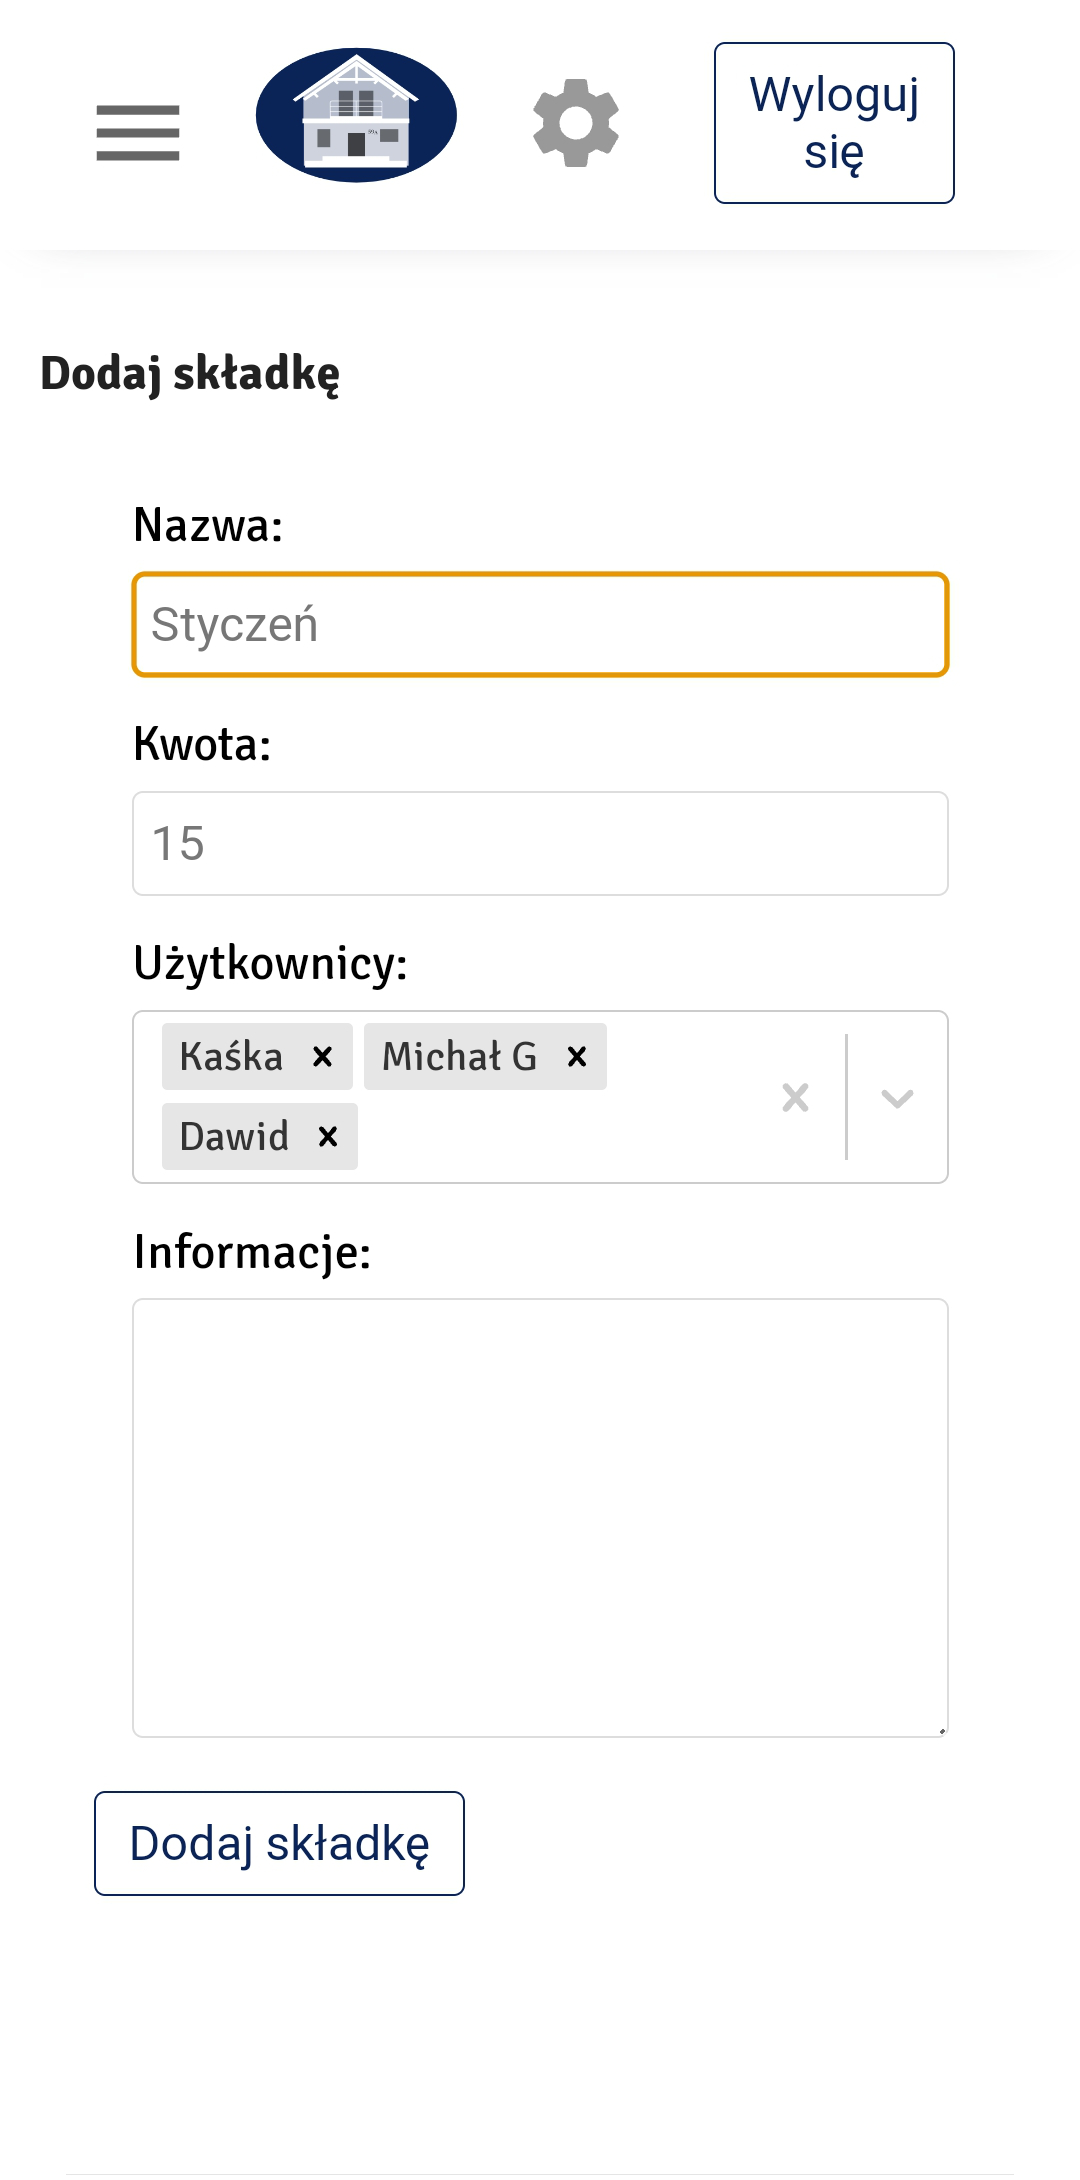 Wyloguj
się
Dodaj składkę
Nazwa:
Styczeń
Kwota:
15
Użytkownicy:
Kaśka Michał G
Dawid
Informacje:
Dodaj składkę